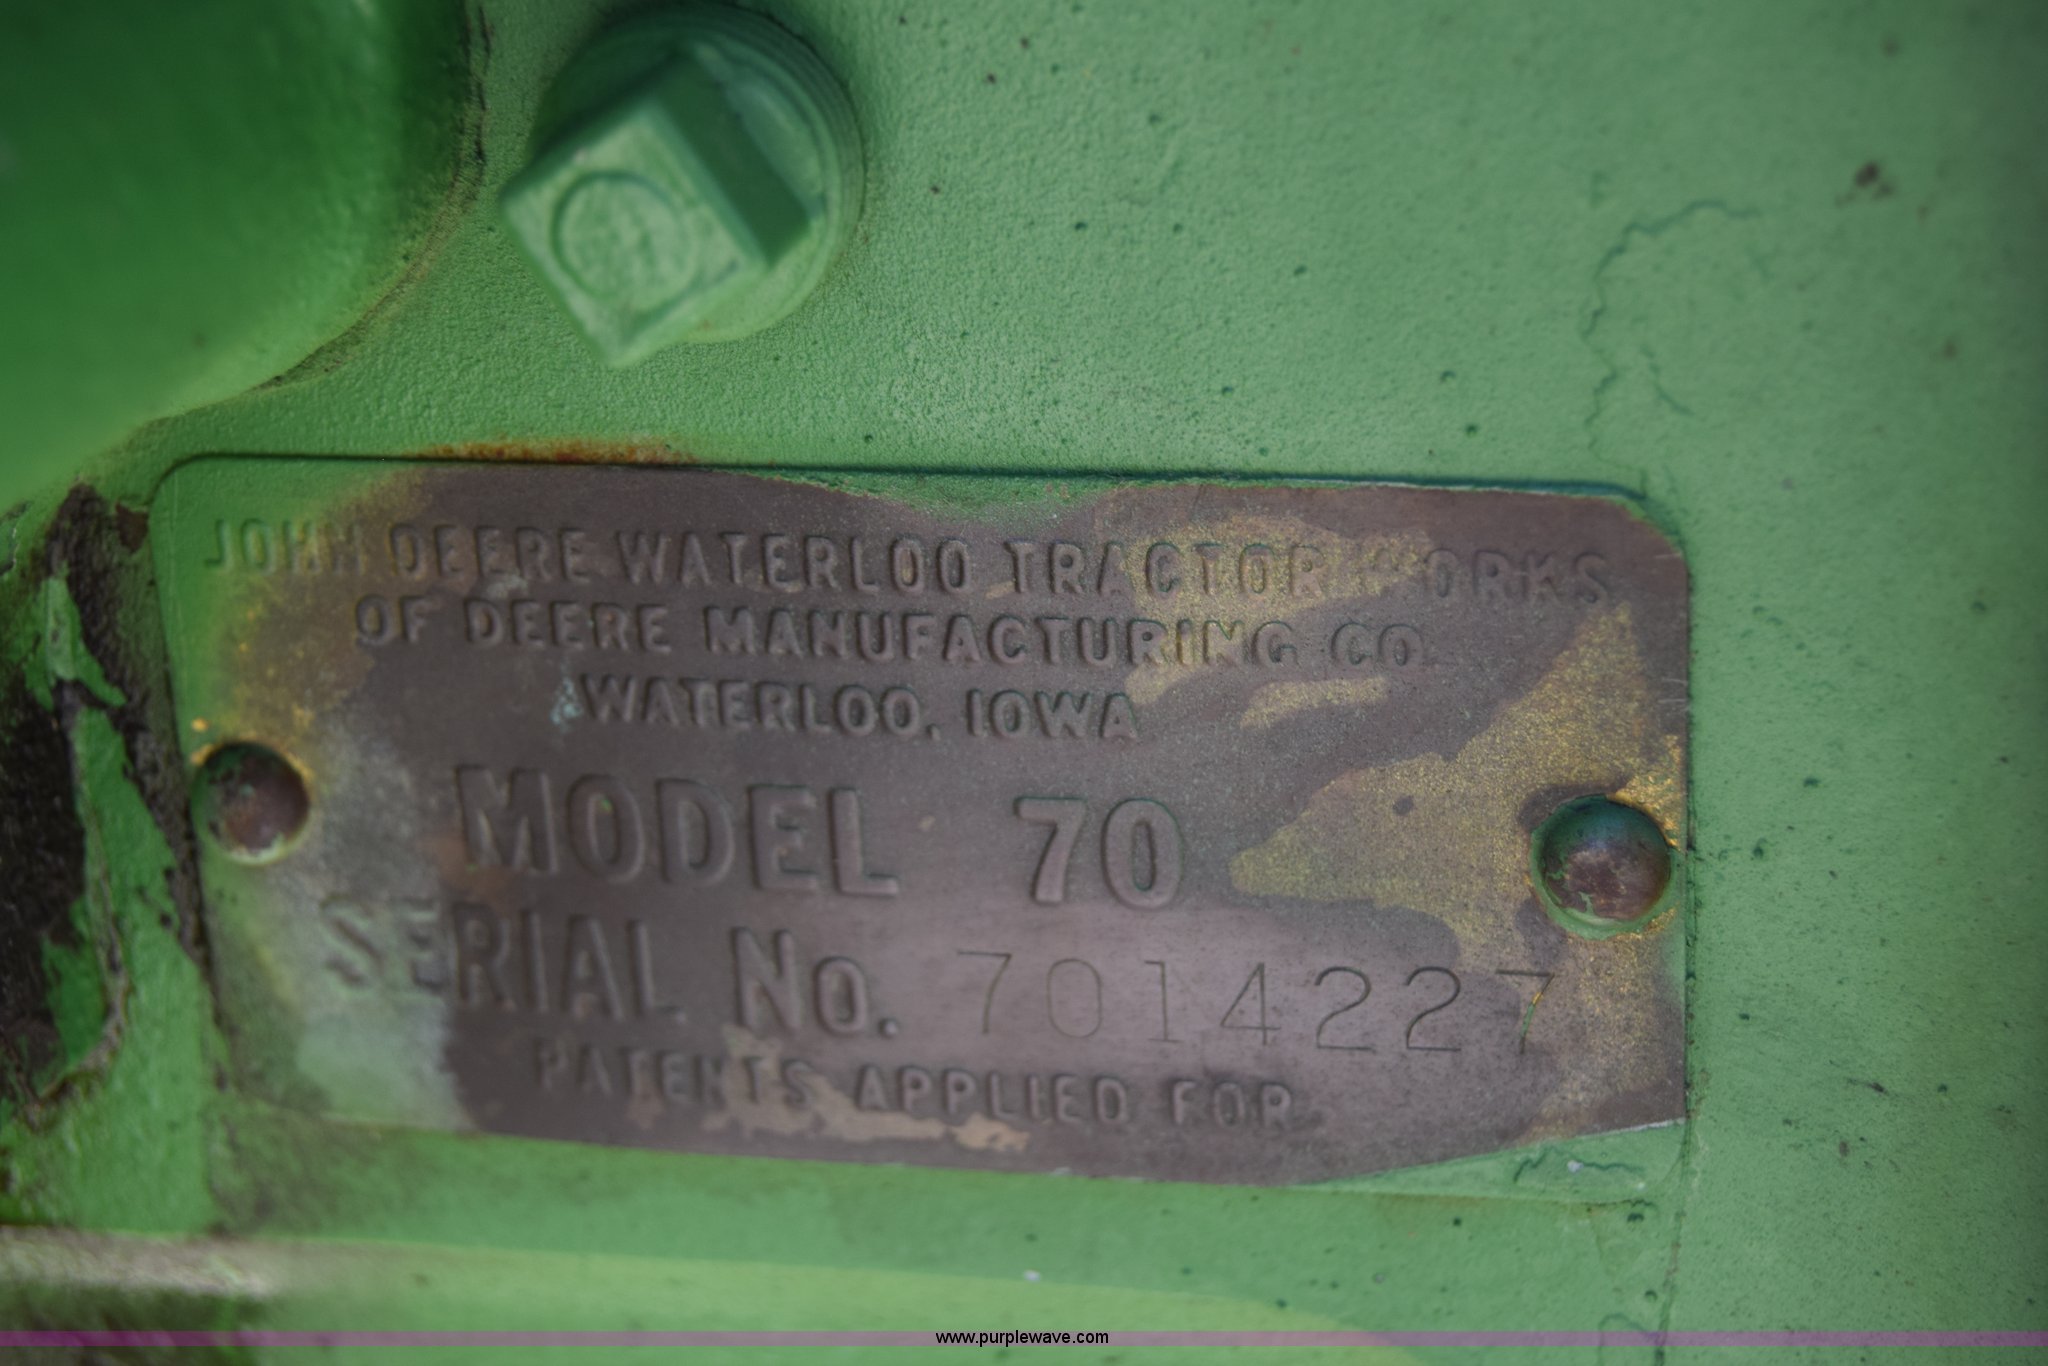 JOHN DEERE WATERLOO TRACTOR WORKS
OF DEERE MANUFACTURING CO.
WATERLOO, IOWA
MODEL 70
SERIAL No. 7014227
PATENTS APPLIED FOR
www.purplewave.com